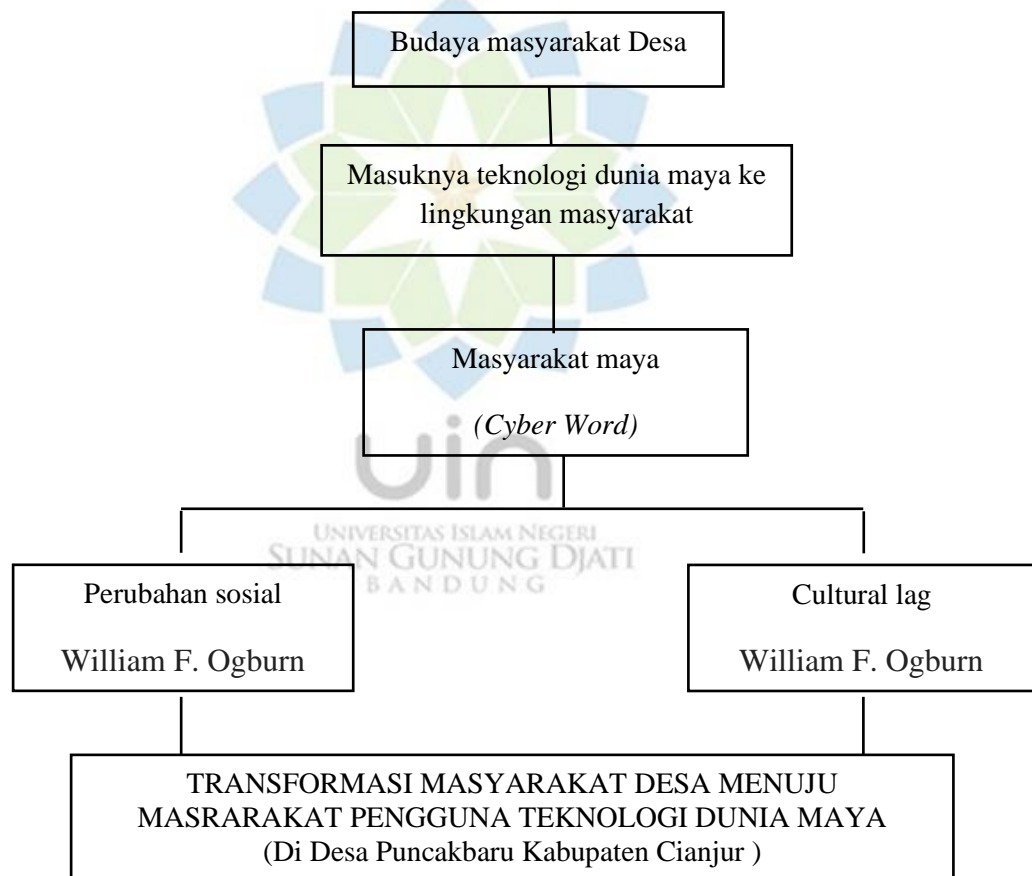 Budaya masyarakat Desa
Masuknya teknologi dunia maya ke
lingkungan masyarakat
Masyarakat maya
(Cyber Word)
uin
UNIVERSITAS ISLAM NEGERI
SUNAN GUNUNG DJATI
BANDUNG
Perubahan sosial
William F. Ogburn
Cultural lag
William F. Ogburn
TRANSFORMASI MASYARAKAT DESA MENUJU
MASRARAKAT PENGGUNA TEKNOLOGI DUNIA MAYA
(Di Desa Puncakbaru Kabupaten Cianjur )